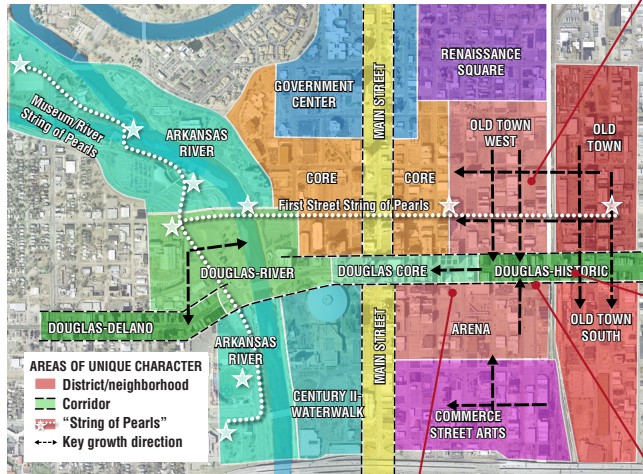 RENAISSANCE
SQUARE
GOVERNMENT
CENTER
MAIN STREET
Museum/River
String of Pearls
ARKANSAS
RIVER
OLD TOWN
WEST
OLD
TOWN
CORE
CORE
First Street String of Pearls
DOUGLAS-RIVER
DOUGLAS CORE
DOUGLAS-HISTORIC
DOUGLAS-DELANO
ARKANSAS
RIVER
MAIN STREET
ARENA
OLD TOWN
SOUTH
CENTURY II-
WATERWALK
COMMERCE
STREET ARTS
AREAS OF UNIQUE CHARACTER
District/neighborhood
Corridor
“String of Pearls”
Key growth direction